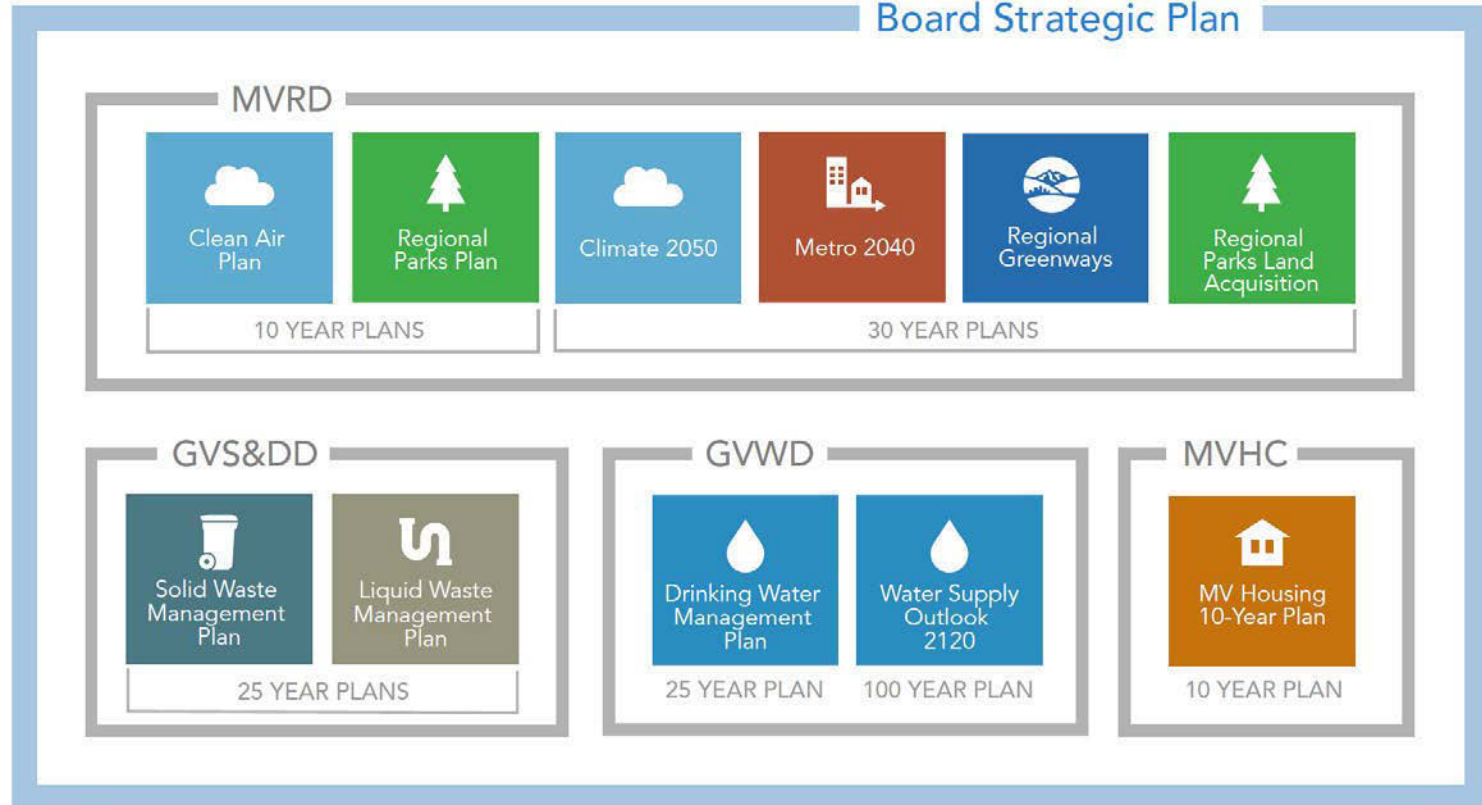 Board Strategic Plan
MVRD
Clean Air
Plan
Regional
Parks Plan
Climate 2050
Metro 2040
Regional
Greenways
Regional
Parks Land
Acquisition
10 YEAR PLANS
30 YEAR PLANS
GVS&DD
Solid Waste
Management
Plan
Liquid Waste
Management
Plan
25 YEAR PLANS
GVWD
Drinking Water
Management
Plan
Water Supply
Outlook
2120
25 YEAR PLAN
100 YEAR PLAN
MVHC
MV Housing
10-Year Plan
10 YEAR PLAN